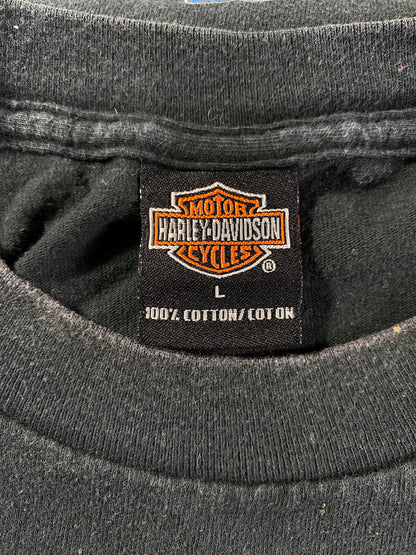 MOTOR
HARLEY-DAVIDSON
CYCLES
®
L
100% COTTON/COTON